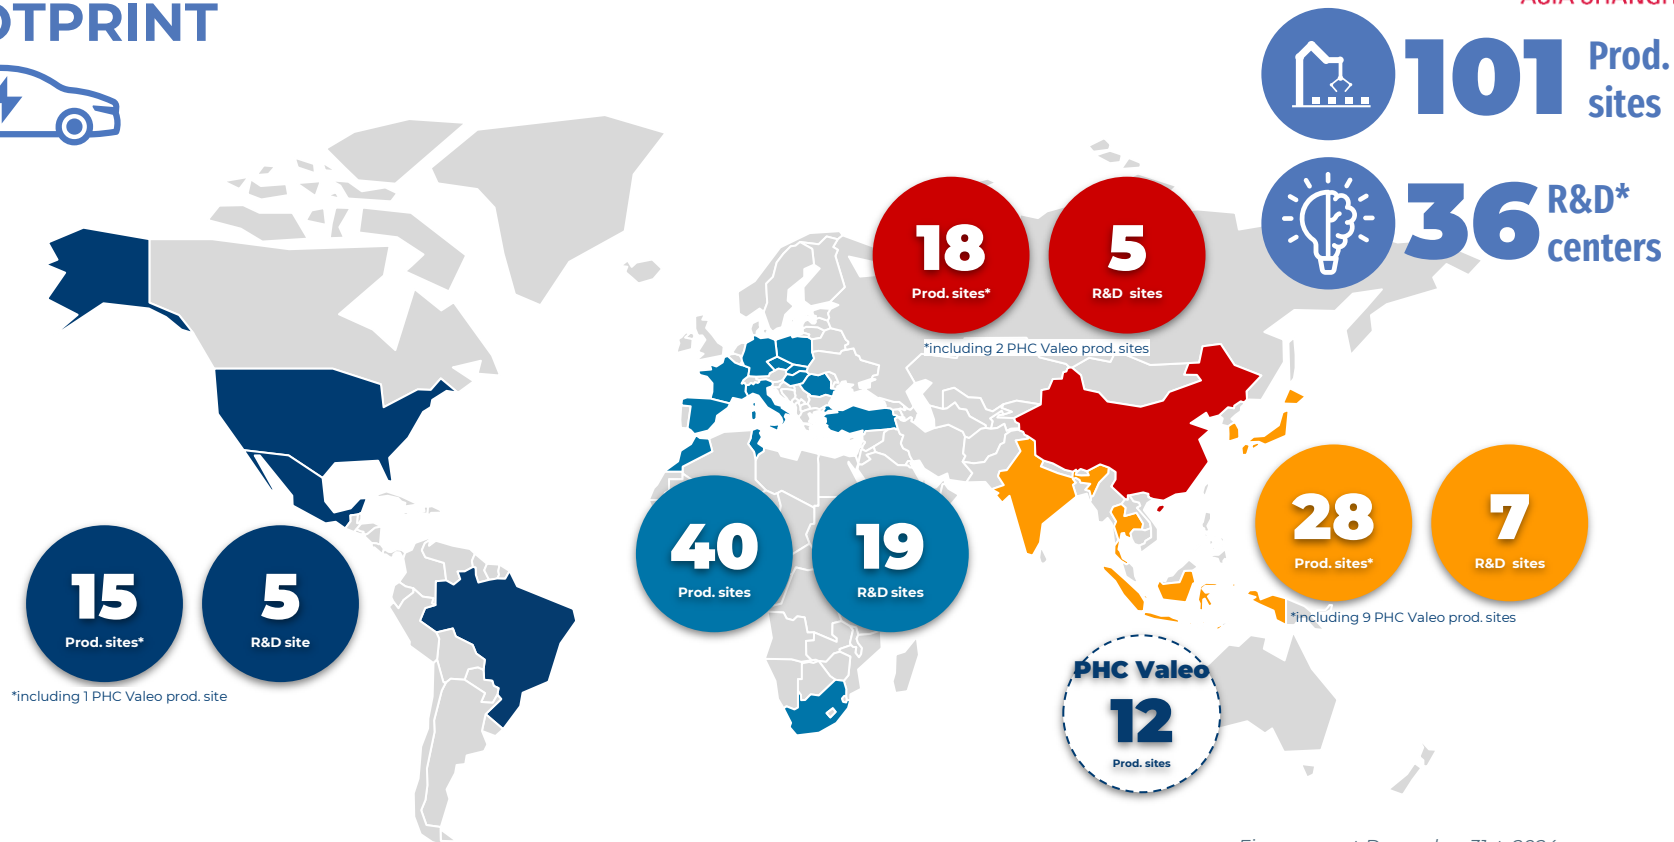 OTPRINT
101
Prod.
sites
36
R&D*
centers
18
Prod. sites*
5
R&D sites
*including 2 PHC Valeo prod. sites
15
Prod. sites*
5
R&D site
*including 1 PHC Valeo prod. site
40
Prod. sites
19
R&D sites
28
Prod. sites*
7
R&D sites
*including 9 PHC Valeo prod. sites
PHC Valeo
12
Prod. sites